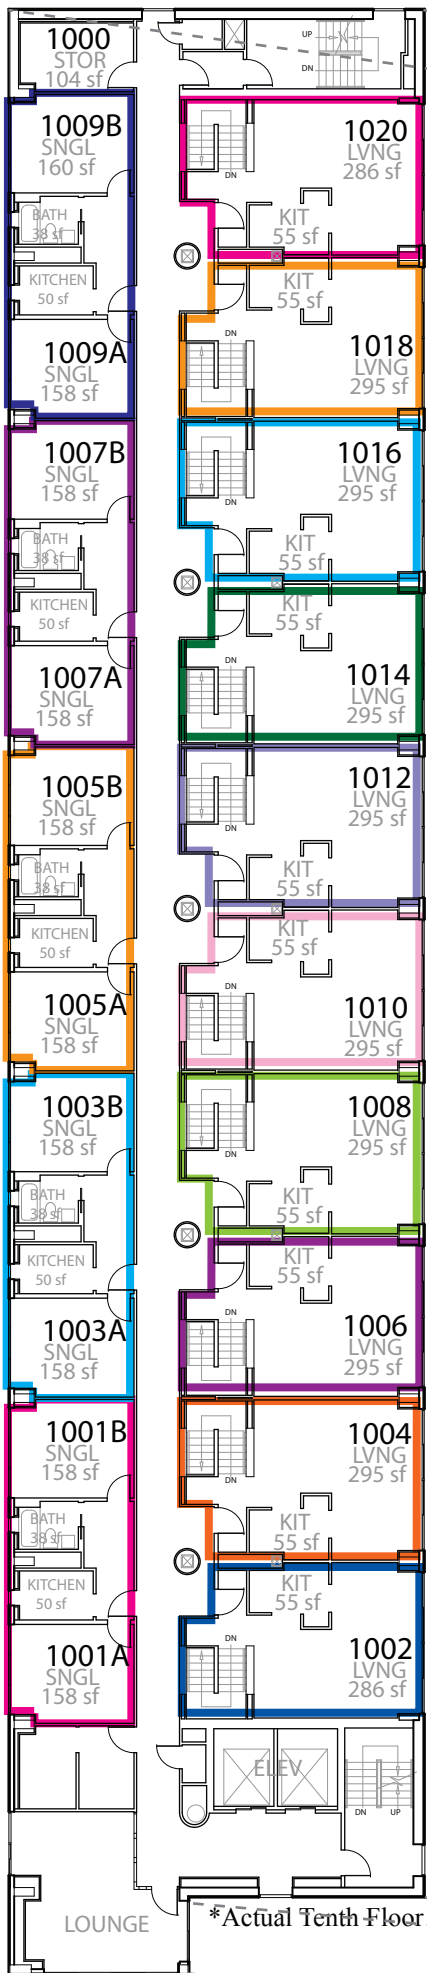 1000
STOR
104 sf
UP
DN
1009B
SNGL
160 sf
BATH
38 sf
KITCHEN
50 sf
1009A
SNGL
158 sf
1007B
SNGL
158 sf
BATH
38 sf
KITCHEN
50 sf
1007A
SNGL
158 sf
1005B
SNGL
158 sf
BATH
38 sf
KITCHEN
50 sf
1005A
SNGL
158 sf
1003B
SNGL
158 sf
BATH
38 sf
KITCHEN
50 sf
1003A
SNGL
158 sf
1001B
SNGL
158 sf
BATH
38 sf
KITCHEN
50 sf
1001A
SNGL
158 sf
LOUNGE
1020
LVNG
286 sf
DN
KIT
55 sf
KIT
55 sf
1018
LVNG
295 sf
DN
1016
LVNG
295 sf
DN
KIT
55 sf
KIT
55 sf
1014
LVNG
295 sf
DN
1012
LVNG
295 sf
DN
KIT
55 sf
KIT
55 sf
DN
1010
LVNG
295 sf
1008
LVNG
295 sf
DN
KIT
55 sf
KIT
55 sf
1006
LVNG
295 sf
DN
1004
LVNG
295 sf
DN
KIT
55 sf
KIT
55 sf
DN
1002
LVNG
286 sf
ELEV
DN
UP
*Actual Tenth Floor